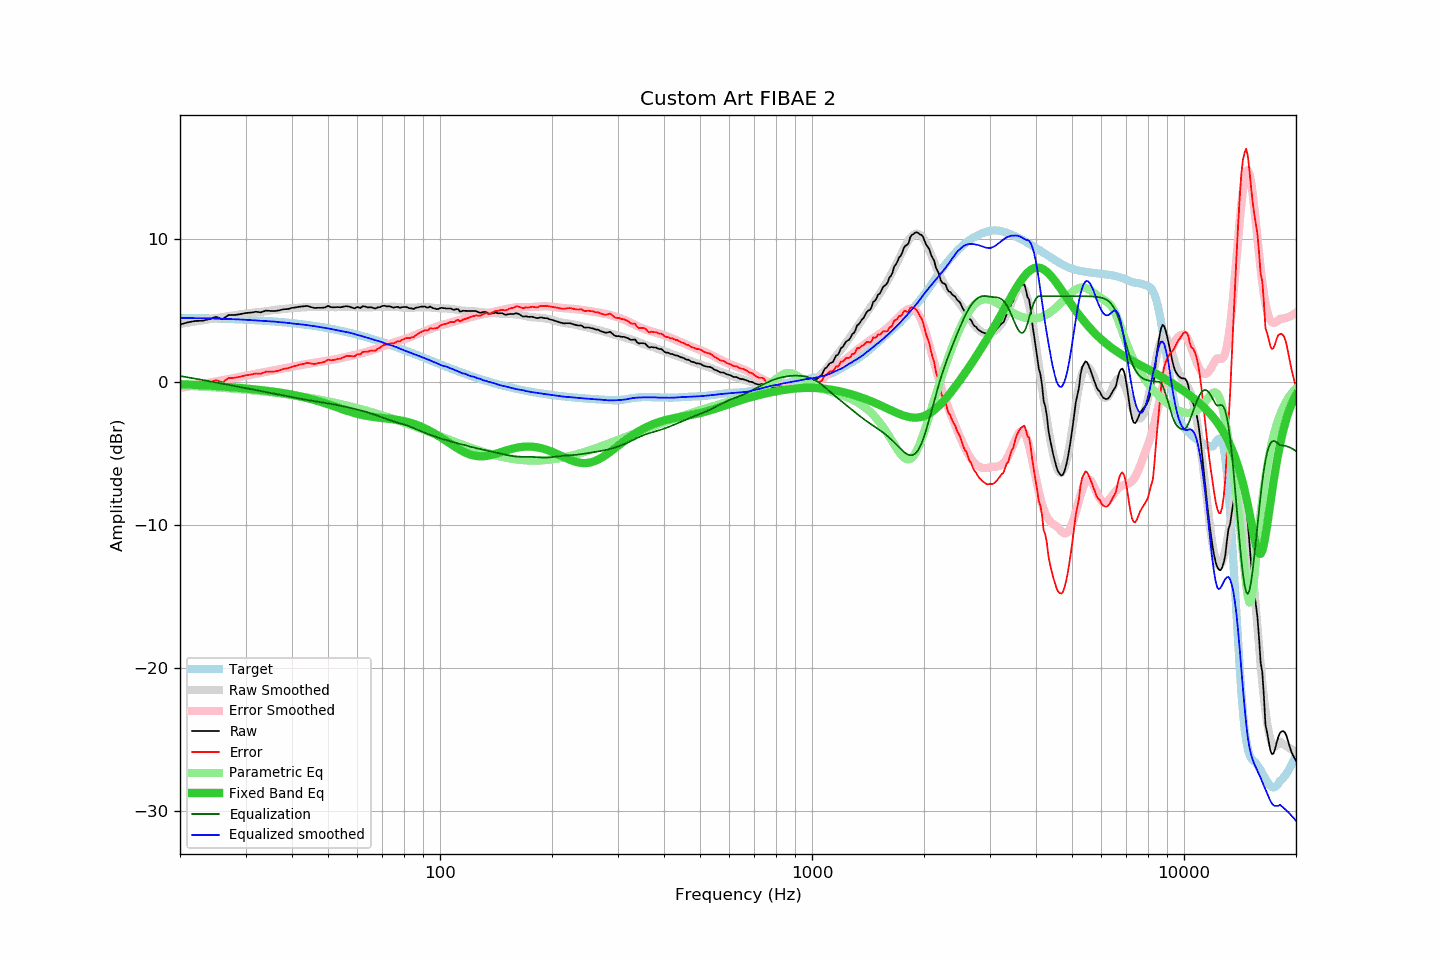 Custom Art FIBAE 2
Amplitude (dBr)
10
0
−10
−20
−30
Target
Raw Smoothed
Error Smoothed
Raw
Error
Parametric Eq
Fixed Band Eq
Equalization
Equalized smoothed
100
1000
10000
Frequency (Hz)